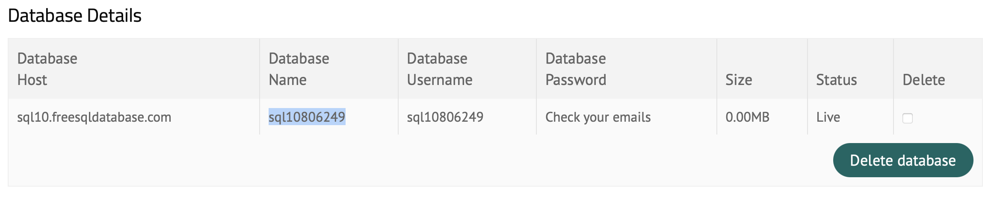 Database Details
Database Host
Database Name
Database Username
Database Password
Size
Status
Delete
sql10.freesqldatabase.com
sql10806249
sql10806249
Check your emails
0.00MB
Live
Delete database